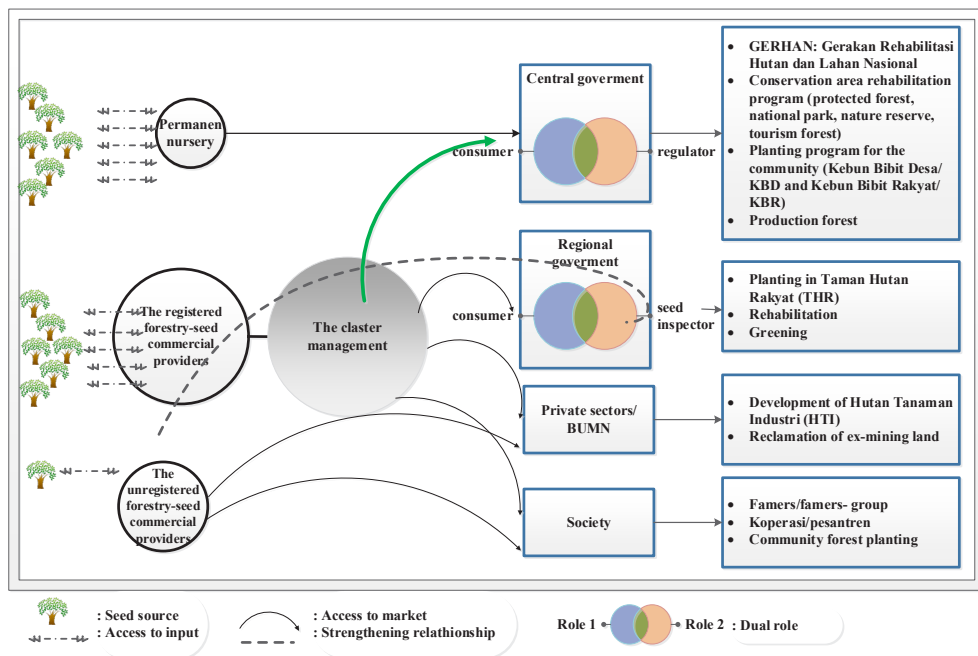 Permanen
nursery
Central goverment
consumer
regulator
• GERHAN: Gerakan Rehabilitasi
Hutan dan Lahan Nasional
• Conservation area rehabilitation
program (protected forest,
national park, nature reserve,
tourism forest)
• Planting program for the
community (Kebun Bibit Desa/
KBD and Kebun Bibit Rakyat/
KBR)
• Production forest
The registered
forestry-seed
commercial
providers
The claster
management
Regional
goverment
consumer
seed
inspector
• Planting in Taman Hutan
Rakyat (THR)
• Rehabilitation
• Greening
Private sectors/
BUMN
• Development of Hutan Tanaman
Industri (HTI)
• Reclamation of ex-mining land
The
unregistered
forestry-seed
commercial
providers
Society
• Famers/famers- group
• Koperasi/pesantren
• Community forest planting
: Seed source
: Access to input
: Access to market
: Strengthening relathionship
Role 1
Role 2 : Dual role